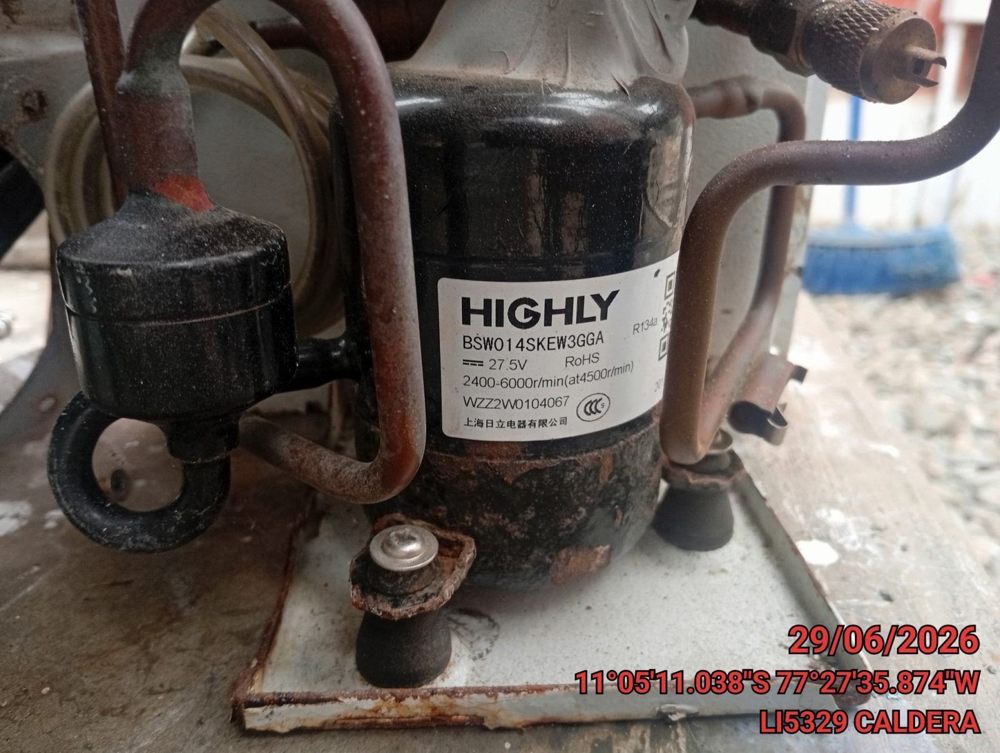 HIGHLY
BSW014SKEW3GGA
R134a
27.5V RoHS
2400-6000r/min(at4500r/min)
WZZ2W0104067
CCC S
上海日立电器有限公司
29/06/2026
11°05'11.038"S 77°27'35.874"W
LI5329 CALDERA